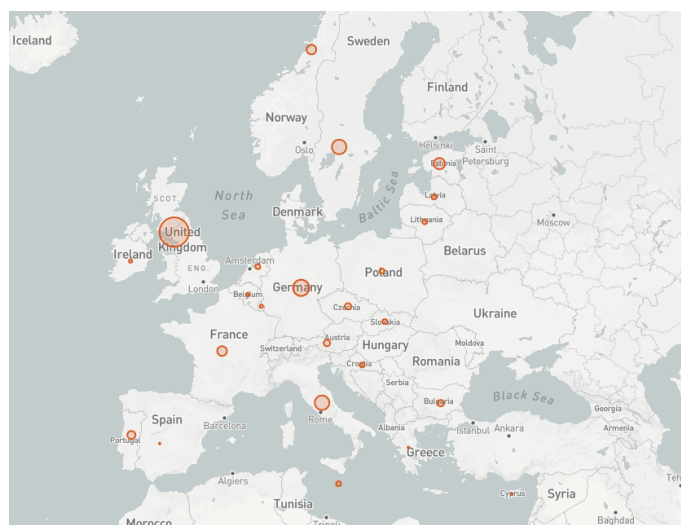 Iceland
Sweden
Finland
Norway
Oslo
Helsinki
Saint
Petersburg
Estonia
SCOT.
North
Sea
Baltic Sea
Latvia
Lithuania
Moscow
Denmark
United
Kingdom
Ireland
ENG.
London
Amsterdam
Belarus
Poland
Germany
Belgium
Czechia
Slovakia
Ukraine
France
Switzerland
Austria
Hungary
Moldova
Croatia
Romania
Serbia
Black Sea
Bulgaria
Georgia
Rome
Spain
Barcelona
Portugal
Albania
Istanbul
Ankara
Armenia
Greece
Algiers
Tunisia
Cyprus
Syria
Teh
Morocco
Tripoli
Baghdad